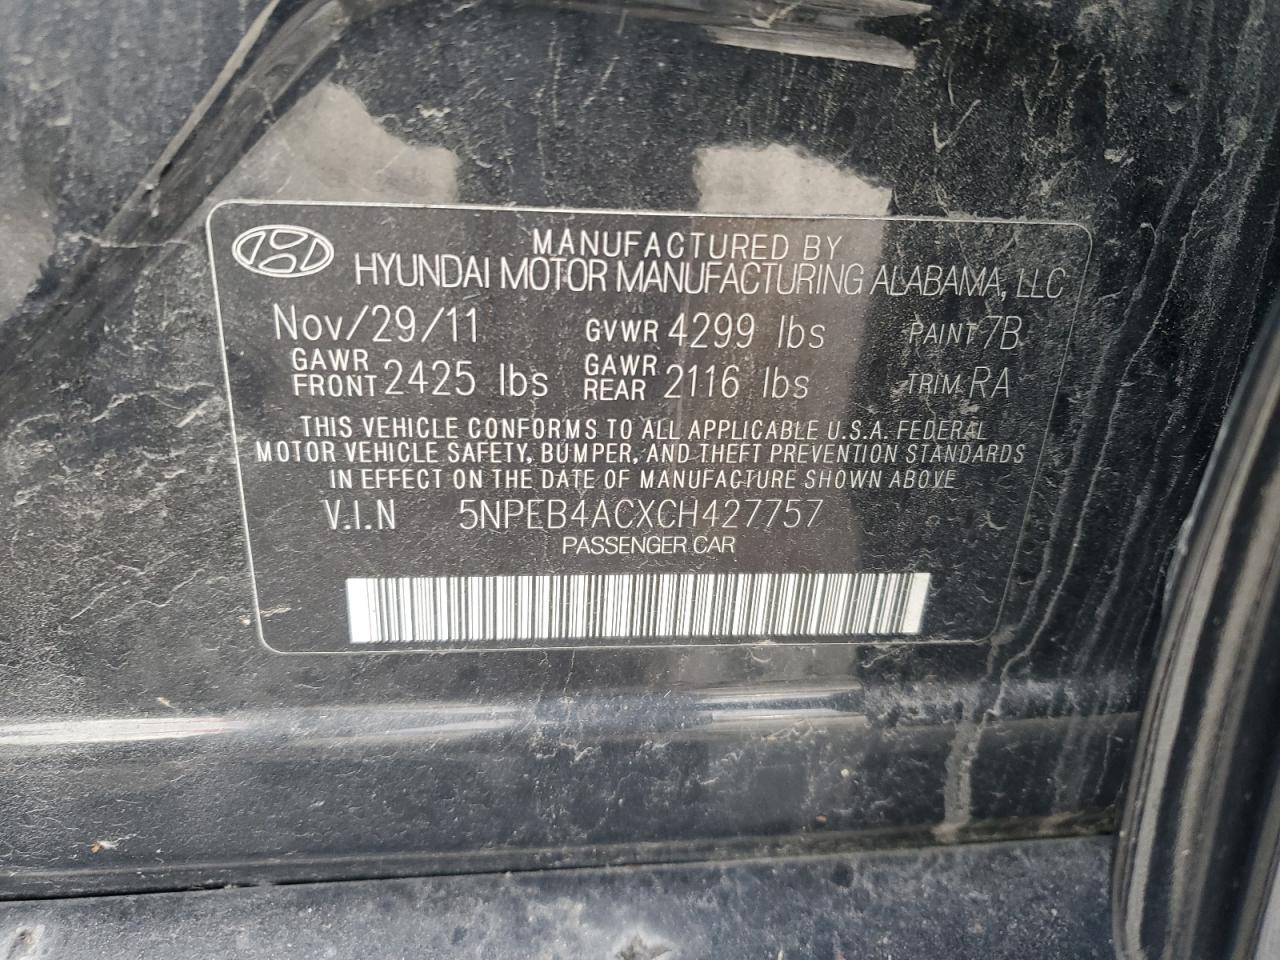 MANUFACTURED BY
HYUNDAI MOTOR MANUFACTURING ALABAMA, LLC
Nov/29/11 GVWR 4299 lbs PAINT 7B
GAWR FRONT 2425 lbs GAWR REAR 2116 lbs TRIM RA
THIS VEHICLE CONFORMS TO ALL APPLICABLE U.S.A. FEDERAL
MOTOR VEHICLE SAFETY, BUMPER, AND THEFT PREVENTION STANDARDS
IN EFFECT ON THE DATE OF MANUFACTURE SHOWN ABOVE
V.I.N 5NPEB4ACXCH427757
PASSENGER CAR